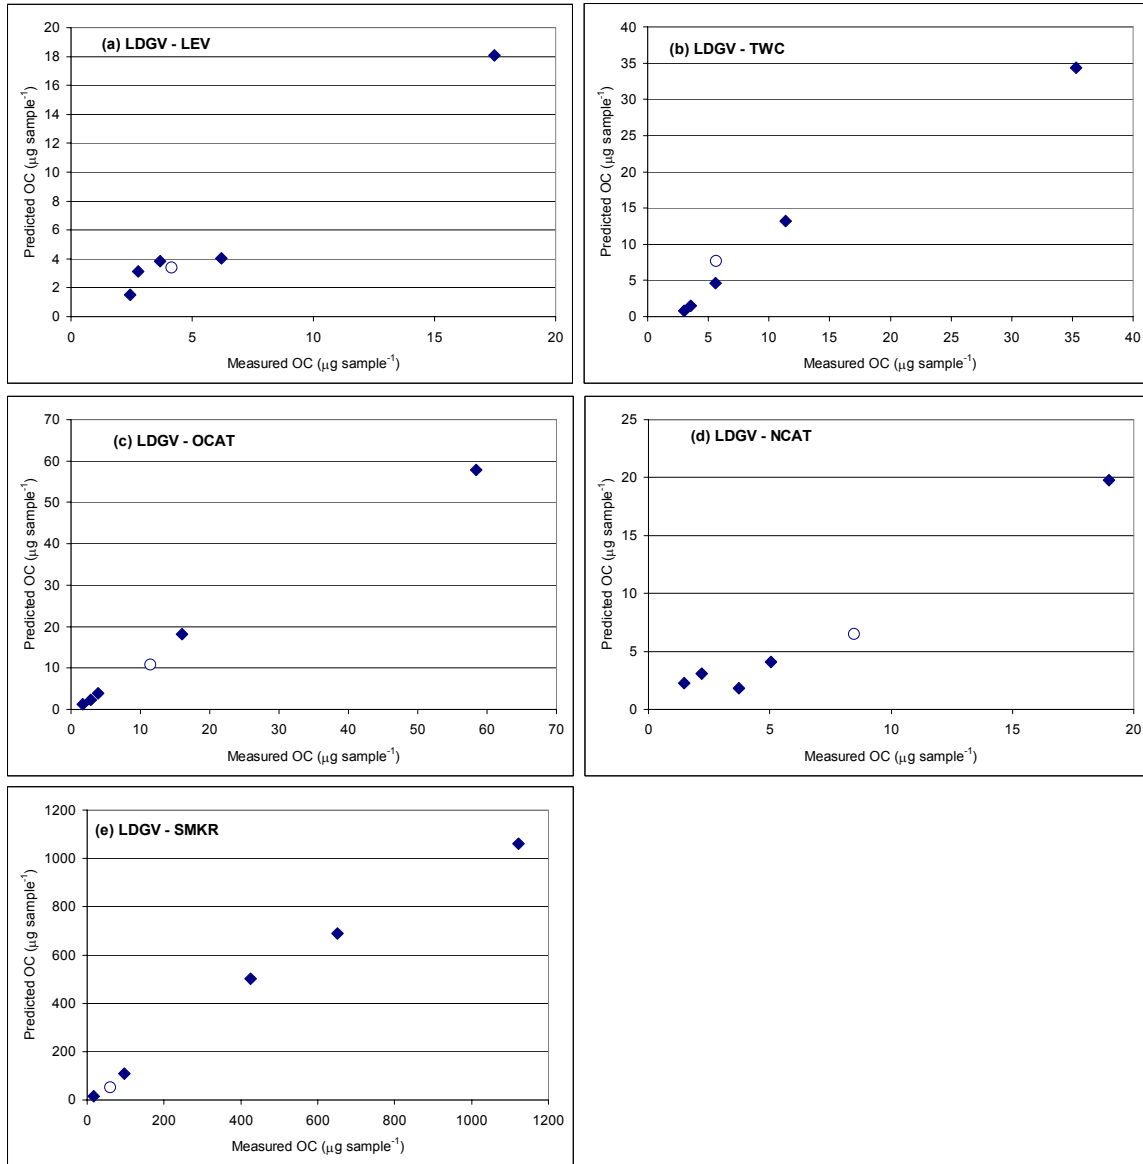 (a) LDGV - LEV
Predicted OC (μg sample⁻¹)
20
18
16
14
12
10
8
6
4
2
0
0 5 10 15 20
Measured OC (μg sample⁻¹)
(b) LDGV - TWC
Predicted OC (μg sample⁻¹)
40
35
30
25
20
15
10
5
0
0 5 10 15 20 25 30 35 40
Measured OC (μg sample⁻¹)
(c) LDGV - OCAT
Predicted OC (μg sample⁻¹)
70
60
50
40
30
20
10
0
0 10 20 30 40 50 60 70
Measured OC (μg sample⁻¹)
(d) LDGV - NCAT
Predicted OC (μg sample⁻¹)
25
20
15
10
5
0
0 5 10 15 20
Measured OC (μg sample⁻¹)
(e) LDGV - SMKR
Predicted OC (μg sample⁻¹)
1200
1000
800
600
400
200
0
0 200 400 600 800 1000 1200
Measured OC (μg sample⁻¹)